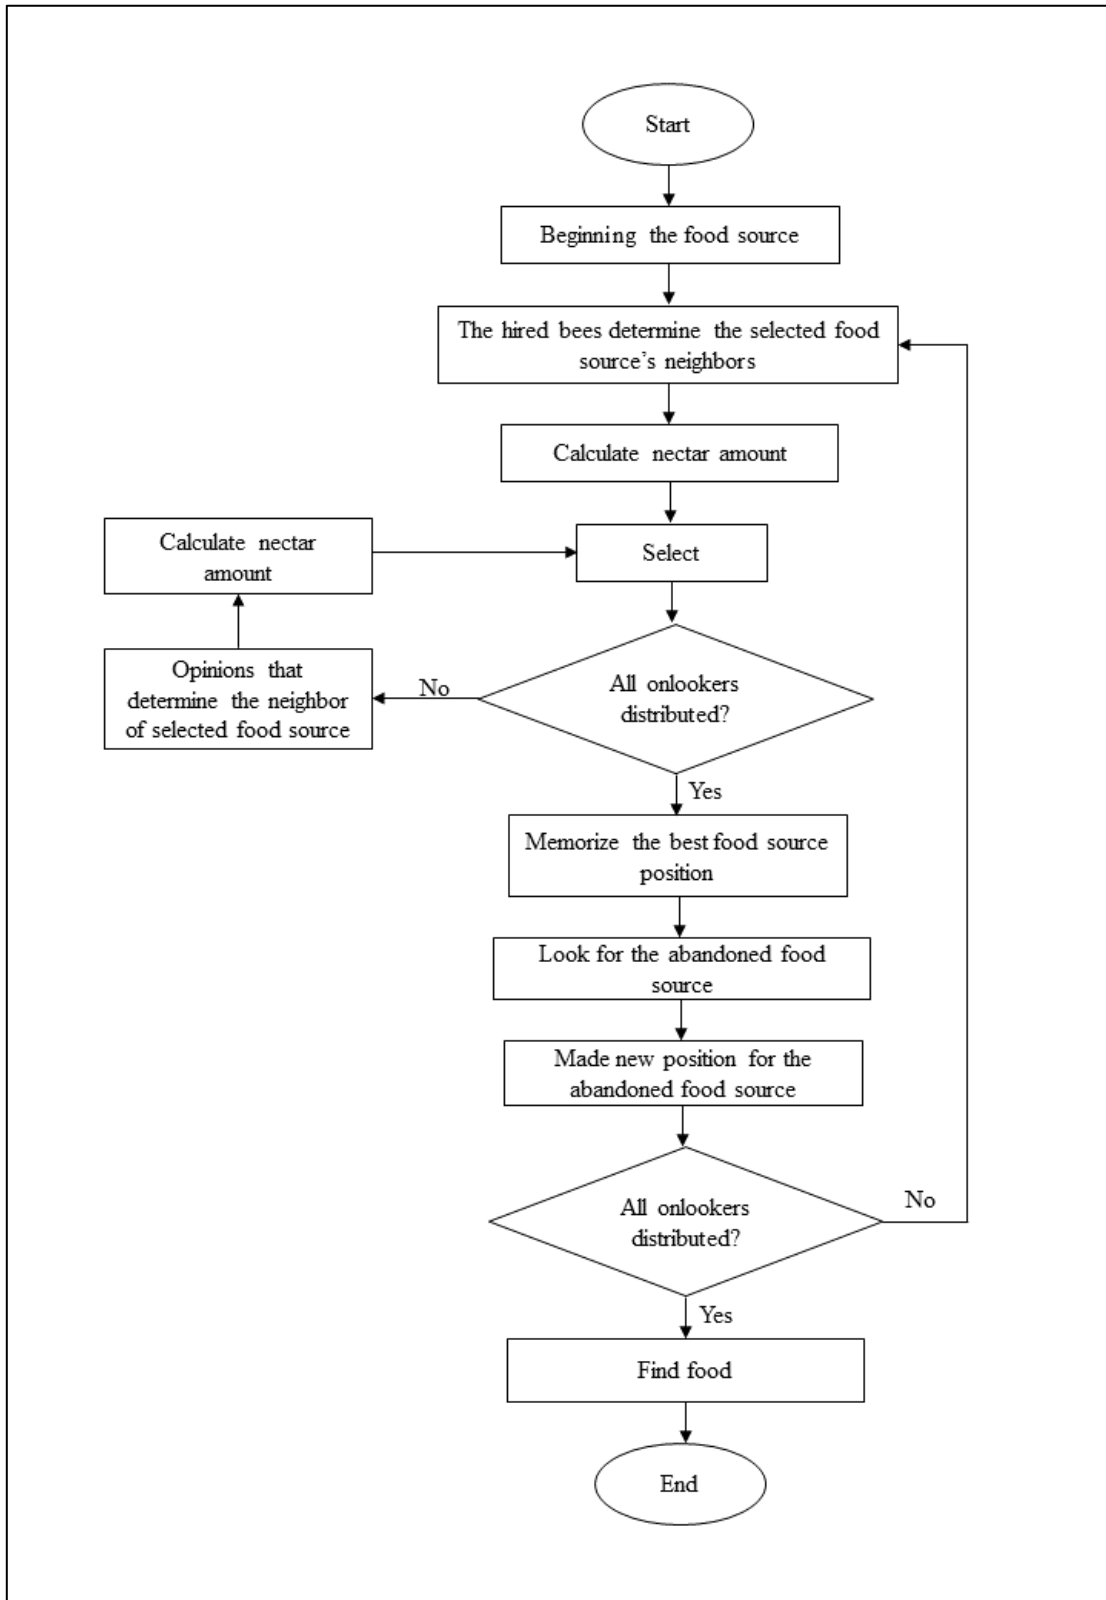 Start
Beginning the food source
The hired bees determine the selected food
source's neighbors
Calculate nectar amount
Calculate nectar
amount
Select
Opinions that
determine the neighbor
of selected food source
No
All onlookers
distributed?
Yes
Memorize the best food source
position
Look for the abandoned food
source
Made new position for the
abandoned food source
All onlookers
distributed?
No
Yes
Find food
End